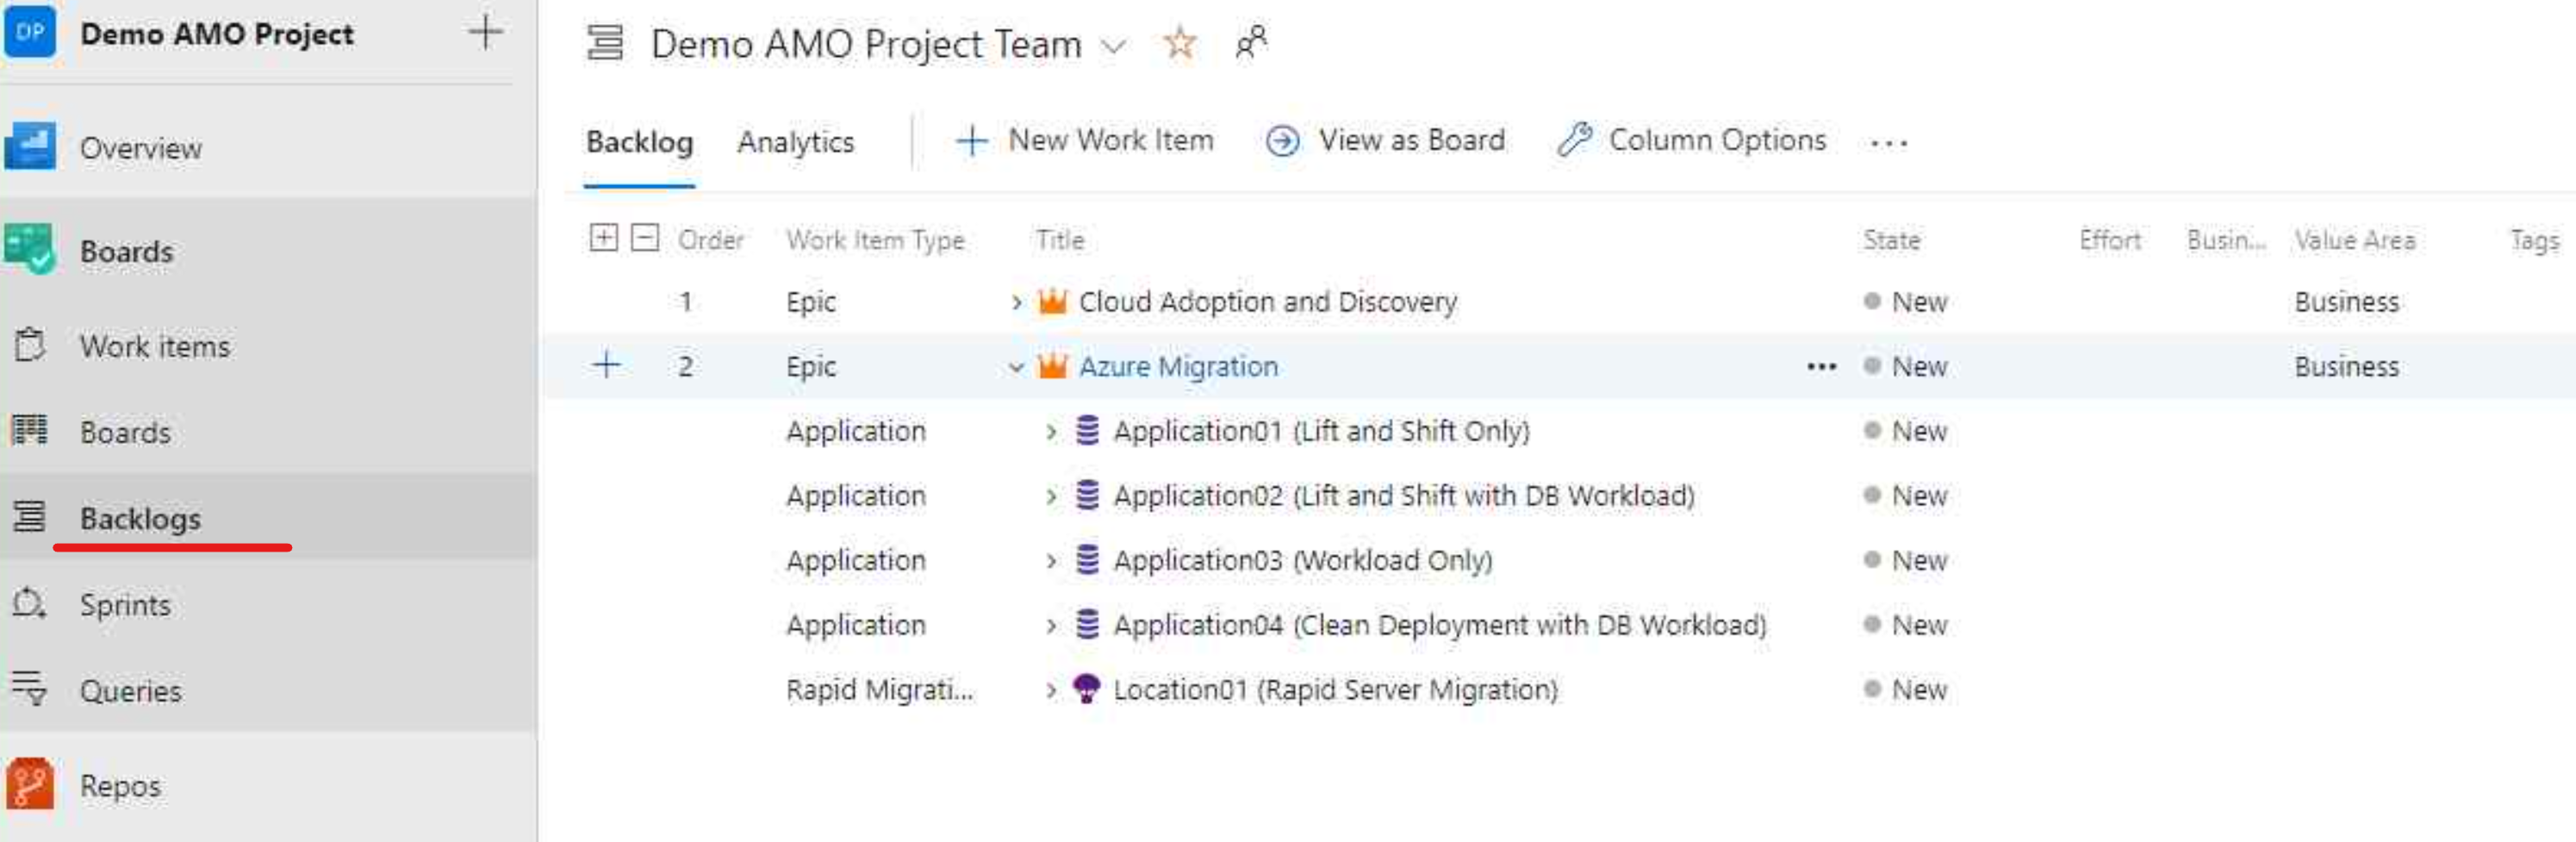 DP Demo AMO Project
Overview
Boards
Work items
Boards
Backlogs
Sprints
Queries
Repos
Demo AMO Project Team
Backlog Analytics New Work Item View as Board Column Options ...
Order Work Item Type Title State Effort Busin... Value Area Tags
1 Epic Cloud Adoption and Discovery New Business
2 Epic Azure Migration ... New Business
Application Application01 (Lift and Shift Only) New
Application Application02 (Lift and Shift with DB Workload) New
Application Application03 (Workload Only) New
Application Application04 (Clean Deployment with DB Workload) New
Rapid Migrati... Location01 (Rapid Server Migration) New